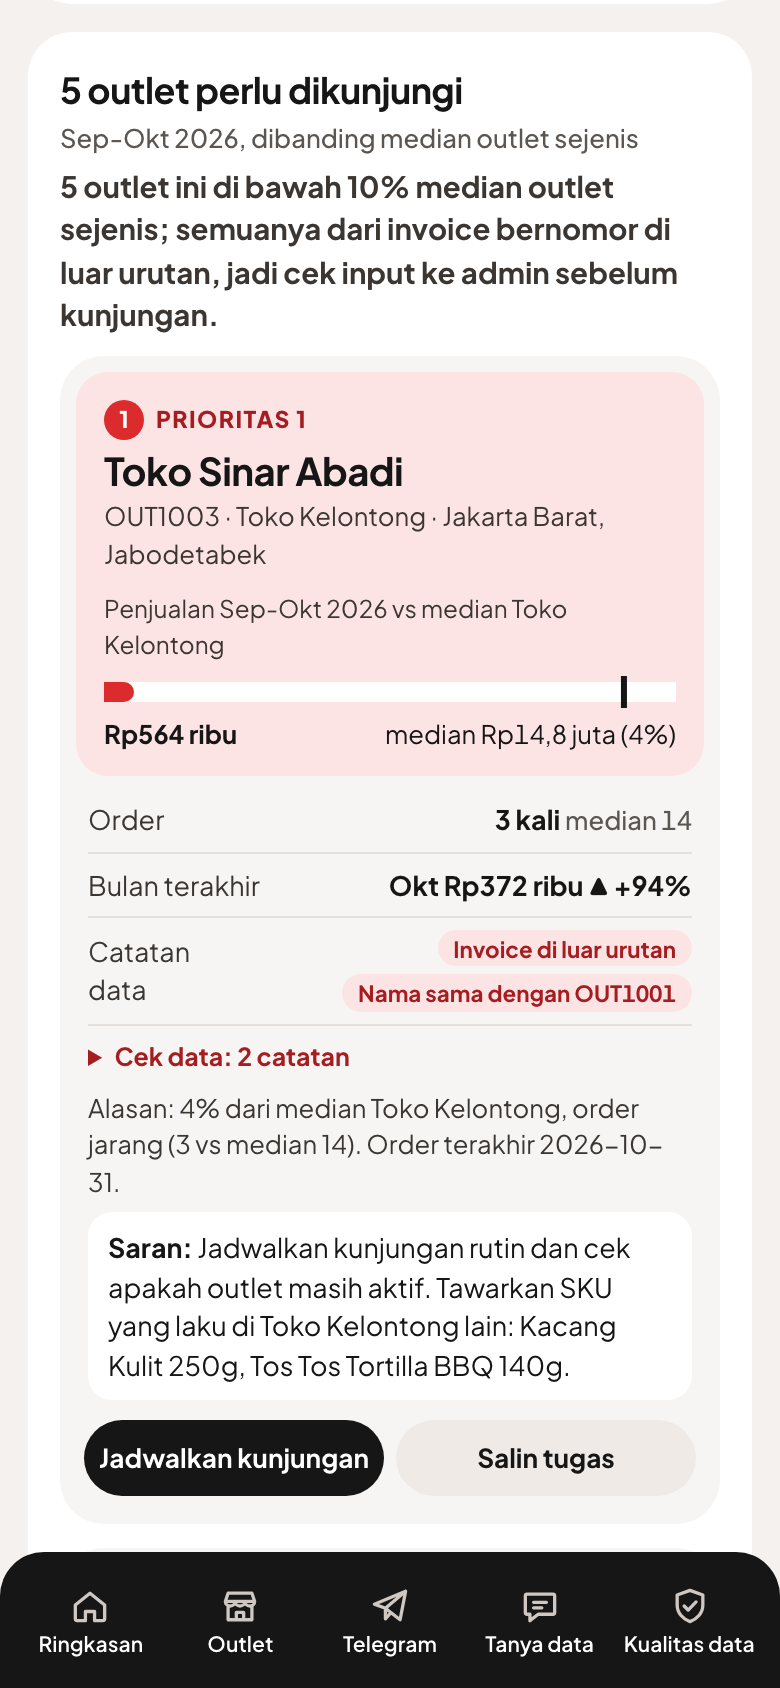 5 outlet perlu dikunjungi
Sep-Okt 2026, dibanding median outlet sejenis
5 outlet ini di bawah 10% median outlet
sejenis; semuanya dari invoice bernomor di
luar urutan, jadi cek input ke admin sebelum
kunjungan.
1 PRIORITAS 1
Toko Sinar Abadi
OUT1003 · Toko Kelontong · Jakarta Barat,
Jabodetabek
Penjualan Sep-Okt 2026 vs median Toko
Kelontong
Rp564 ribu median Rp14,8 juta (4%)
Order 3 kali median 14
Bulan terakhir Okt Rp372 ribu ▲ +94%
Catatan
data
Invoice di luar urutan
Nama sama dengan OUT1001
▶ Cek data: 2 catatan
Alasan: 4% dari median Toko Kelontong, order
jarang (3 vs median 14). Order terakhir 2026-10-
31.
Saran: Jadwalkan kunjungan rutin dan cek
apakah outlet masih aktif. Tawarkan SKU
yang laku di Toko Kelontong lain: Kacang
Kulit 250g, Tos Tos Tortilla BBQ 140g.
Jadwalkan kunjungan Salin tugas
Ringkasan Outlet Telegram Tanya data Kualitas data